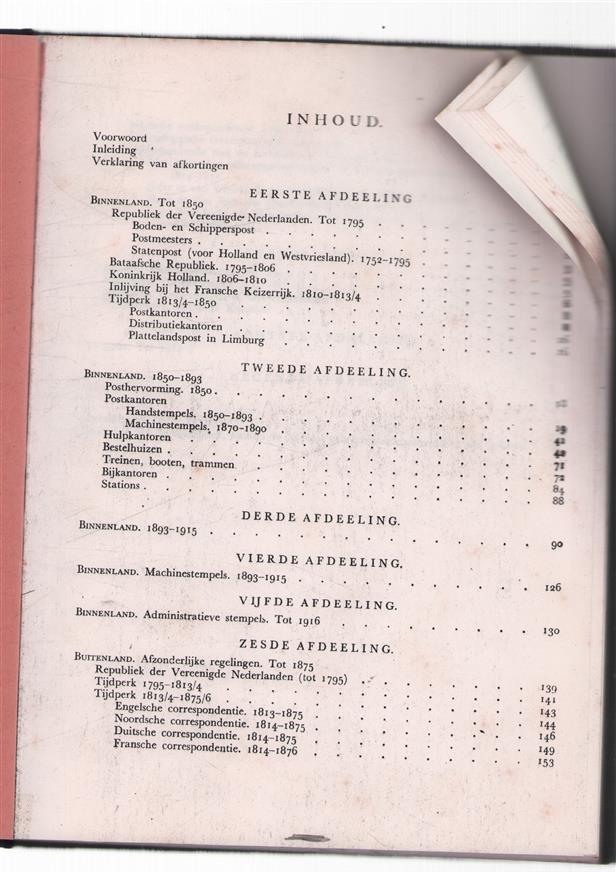 INHOUD.
Voorwoord
Inleiding
Verklaring van afkortingen
EERSTE AFDEELING
BINNENLAND. Tot 1850
Republiek der Vereenigde Nederlanden. Tot 1795
Boden- en Schipperspost
Postmeesters
Statenpost (voor Holland en Westvriesland). 1752-1795
Bataafsche Republiek. 1795-1806
Koninkrijk Holland. 1806-1810
Inlijving bij het Fransche Keizerrijk. 1810-1813/4
Tijdperk 1813/4-1850
Postkantoren
Distributiekantoren
Plattelandspost in Limburg
TWEEDE AFDEELING.
BINNENLAND. 1850-1893
Posthervorming. 1850
Postkantoren
Handstempels. 1850-1893
Machinestempels. 1870-1890
Hulpkantoren
Bestelhuizen
Treinen, booten, trammen 71
Bijkantoren 72
Stations 84
88
DERDE AFDEELING.
BINNENLAND. 1893-1915 90
VIERDE AFDEELING.
BINNENLAND. Machinestempels. 1893-1915 126
VIJFDE AFDEELING.
BINNENLAND. Administratieve stempels. Tot 1916 130
ZESDE AFDEELING.
BUITENLAND. Afzonderlijke regelingen. Tot 1875
Republiek der Vereenigde Nederlanden (tot 1795) 139
Tijdperk 1795-1813/4 141
Tijdperk 1813/4-1875/6 143
Engelsche correspondentie. 1813-1875 144
Noordsche correspondentie. 1814-1875 146
Duitsche correspondentie. 1814-1875 149
Fransche correspondentie. 1814-1876 153